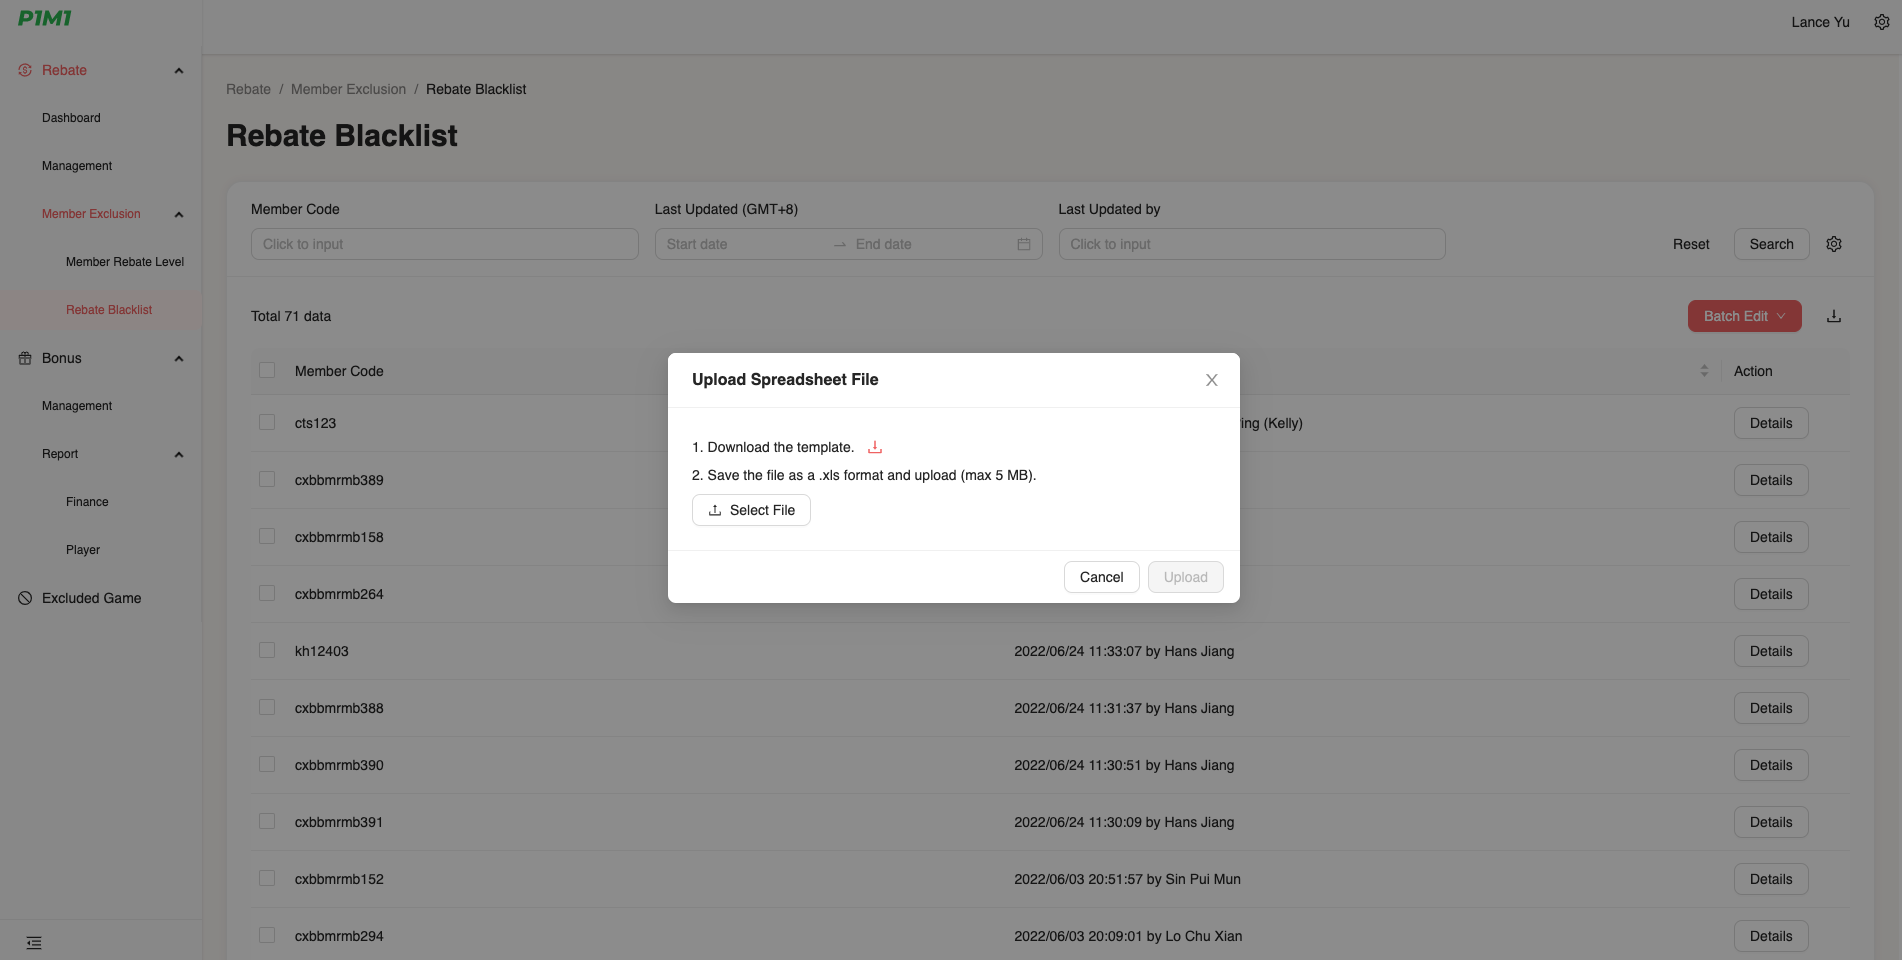 P1M1
Lance Yu
Rebate
Dashboard
Management
Member Exclusion
Member Rebate Level
Rebate Blacklist
Bonus
Management
Report
Finance
Player
Excluded Game
Rebate / Member Exclusion / Rebate Blacklist
Rebate Blacklist
Member Code
Click to input
Last Updated (GMT+8)
Start date → End date
Last Updated by
Click to input
Reset
Search
Total 71 data
Batch Edit
Member Code Action
cts123 (Kelly) Details
cxbbmrmb389 Details
cxbbmrmb158 Details
cxbbmrmb264 Details
kh12403 2022/06/24 11:33:07 by Hans Jiang Details
cxbbmrmb388 2022/06/24 11:31:37 by Hans Jiang Details
cxbbmrmb390 2022/06/24 11:30:51 by Hans Jiang Details
cxbbmrmb391 2022/06/24 11:30:09 by Hans Jiang Details
cxbbmrmb152 2022/06/03 20:51:57 by Sin Pui Mun Details
cxbbmrmb294 2022/06/03 20:09:01 by Lo Chu Xian Details
Upload Spreadsheet File
1. Download the template.
2. Save the file as a .xls format and upload (max 5 MB).
Select File
Cancel
Upload